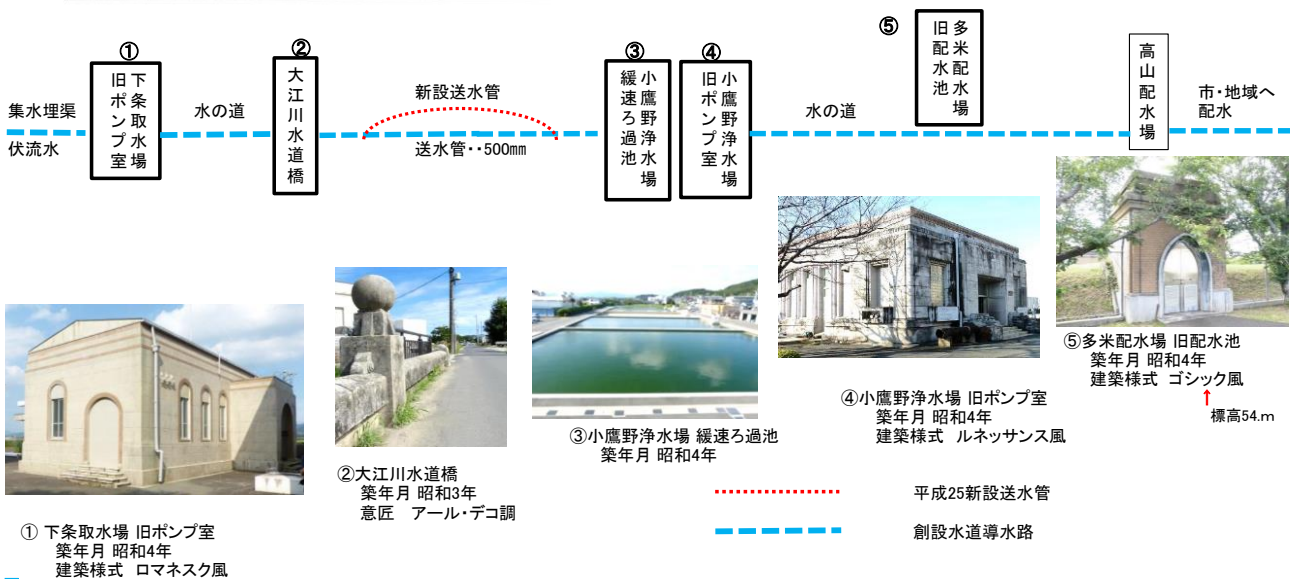 ①
下条取水場
旧ポンプ室
②
大江川水道橋
③
小鷹野浄水場
緩速ろ過池
④
小鷹野浄水場
旧ポンプ室
⑤
多米配水場
旧配水池
高山配水場
集水埋渠
伏流水
水の道
新設送水管
送水管・・500㎜
水の道
市・地域へ
配水
① 下条取水場 旧ポンプ室
築年月 昭和4年
建築様式 ロマネスク風
②大江川水道橋
築年月 昭和3年
意匠 アール・デコ調
③小鷹野浄水場 緩速ろ過池
築年月 昭和4年
④小鷹野浄水場 旧ポンプ室
築年月 昭和4年
建築様式 ルネッサンス風
⑤多米配水場 旧配水池
築年月 昭和4年
建築様式 ゴシック風
↑
標高54.m
平成25新設送水管
創設水道導水路